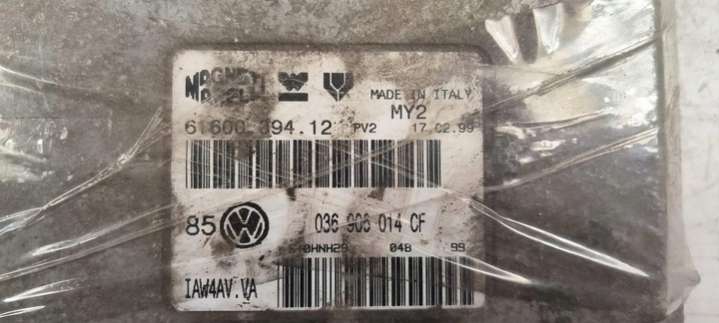 MAGNETI MADE IN ITALY
MARELLI MY2
61600.394.12 PV2 17.02.99
85 036 906 014 CF
048 99
IAW4AV.VA